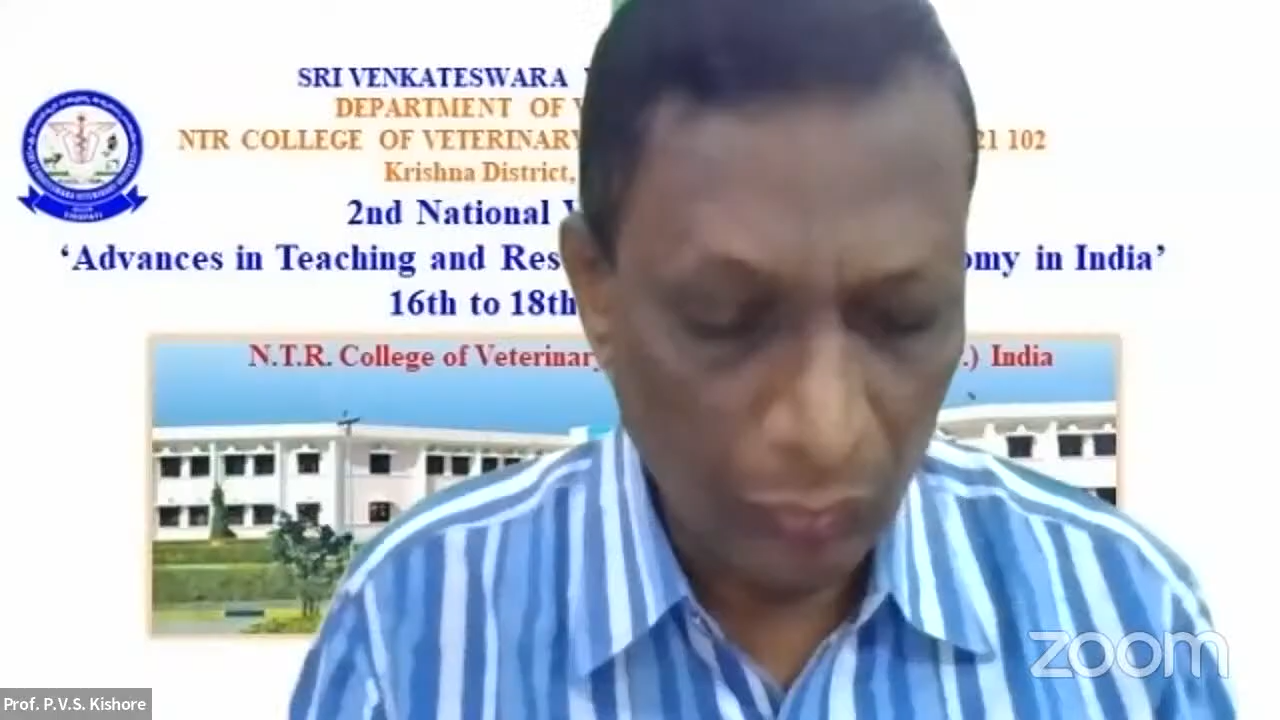 SRI VENKATESWARA
DEPARTMENT OF
NTR COLLEGE OF VETERINARY 21 102
Krishna District,
2nd National
‘Advances in Teaching and Res omy in India’
16th to 18th
N.T.R. College of Veterinary .) India
zoom
Prof. P.V.S. Kishore